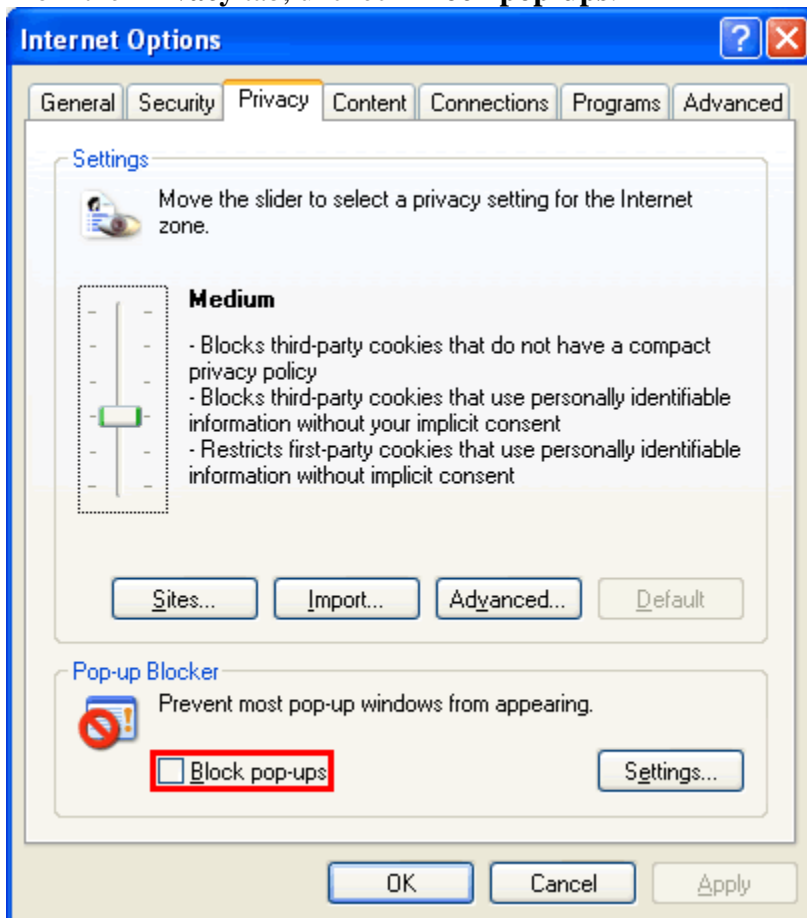 Internet Options
General Security Privacy Content Connections Programs Advanced
Settings
Move the slider to select a privacy setting for the Internet
zone.
Medium
- Blocks third-party cookies that do not have a compact
privacy policy
- Blocks third-party cookies that use personally identifiable
information without your implicit consent
- Restricts first-party cookies that use personally identifiable
information without implicit consent
Sites... Import... Advanced... Default
Pop-up Blocker
Prevent most pop-up windows from appearing.
Block pop-ups Settings...
OK Cancel Apply